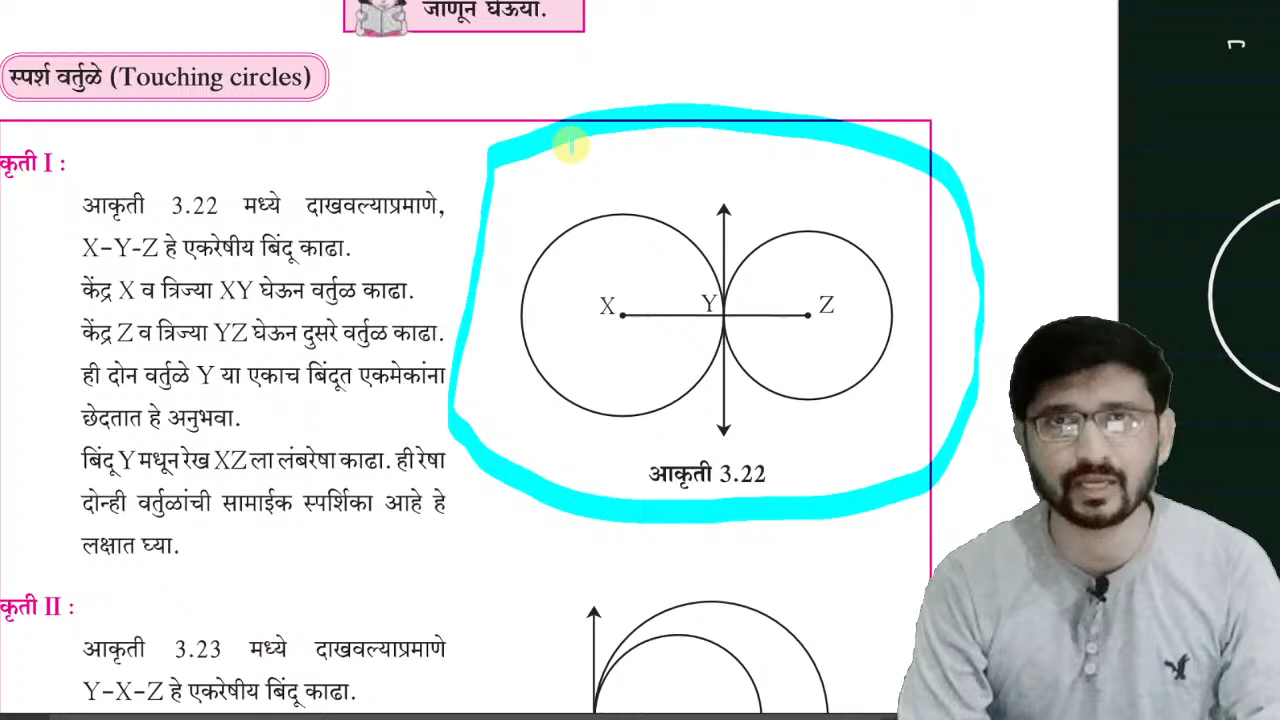 जाणून घेऊया.
स्पर्श वर्तुळे (Touching circles)
कृती I :
आकृती 3.22 मध्ये दाखवल्याप्रमाणे,
X-Y-Z हे एकरेषीय बिंदू काढा.
केंद्र X व त्रिज्या XY घेऊन वर्तुळ काढा.
केंद्र Z व त्रिज्या YZ घेऊन दुसरे वर्तुळ काढा.
ही दोन वर्तुळे Y या एकाच बिंदूत एकमेकांना
छेदतात हे अनुभवा.
बिंदू Y मधून रेख XZ ला लंबरेषा काढा. ही रेषा
दोन्ही वर्तुळांची सामाईक स्पर्शिका आहे हे
लक्षात घ्या.
X Y Z
आकृती 3.22
कृती II :
आकृती 3.23 मध्ये दाखवल्याप्रमाणे
Y-X-Z हे एकरेषीय बिंदू काढा.